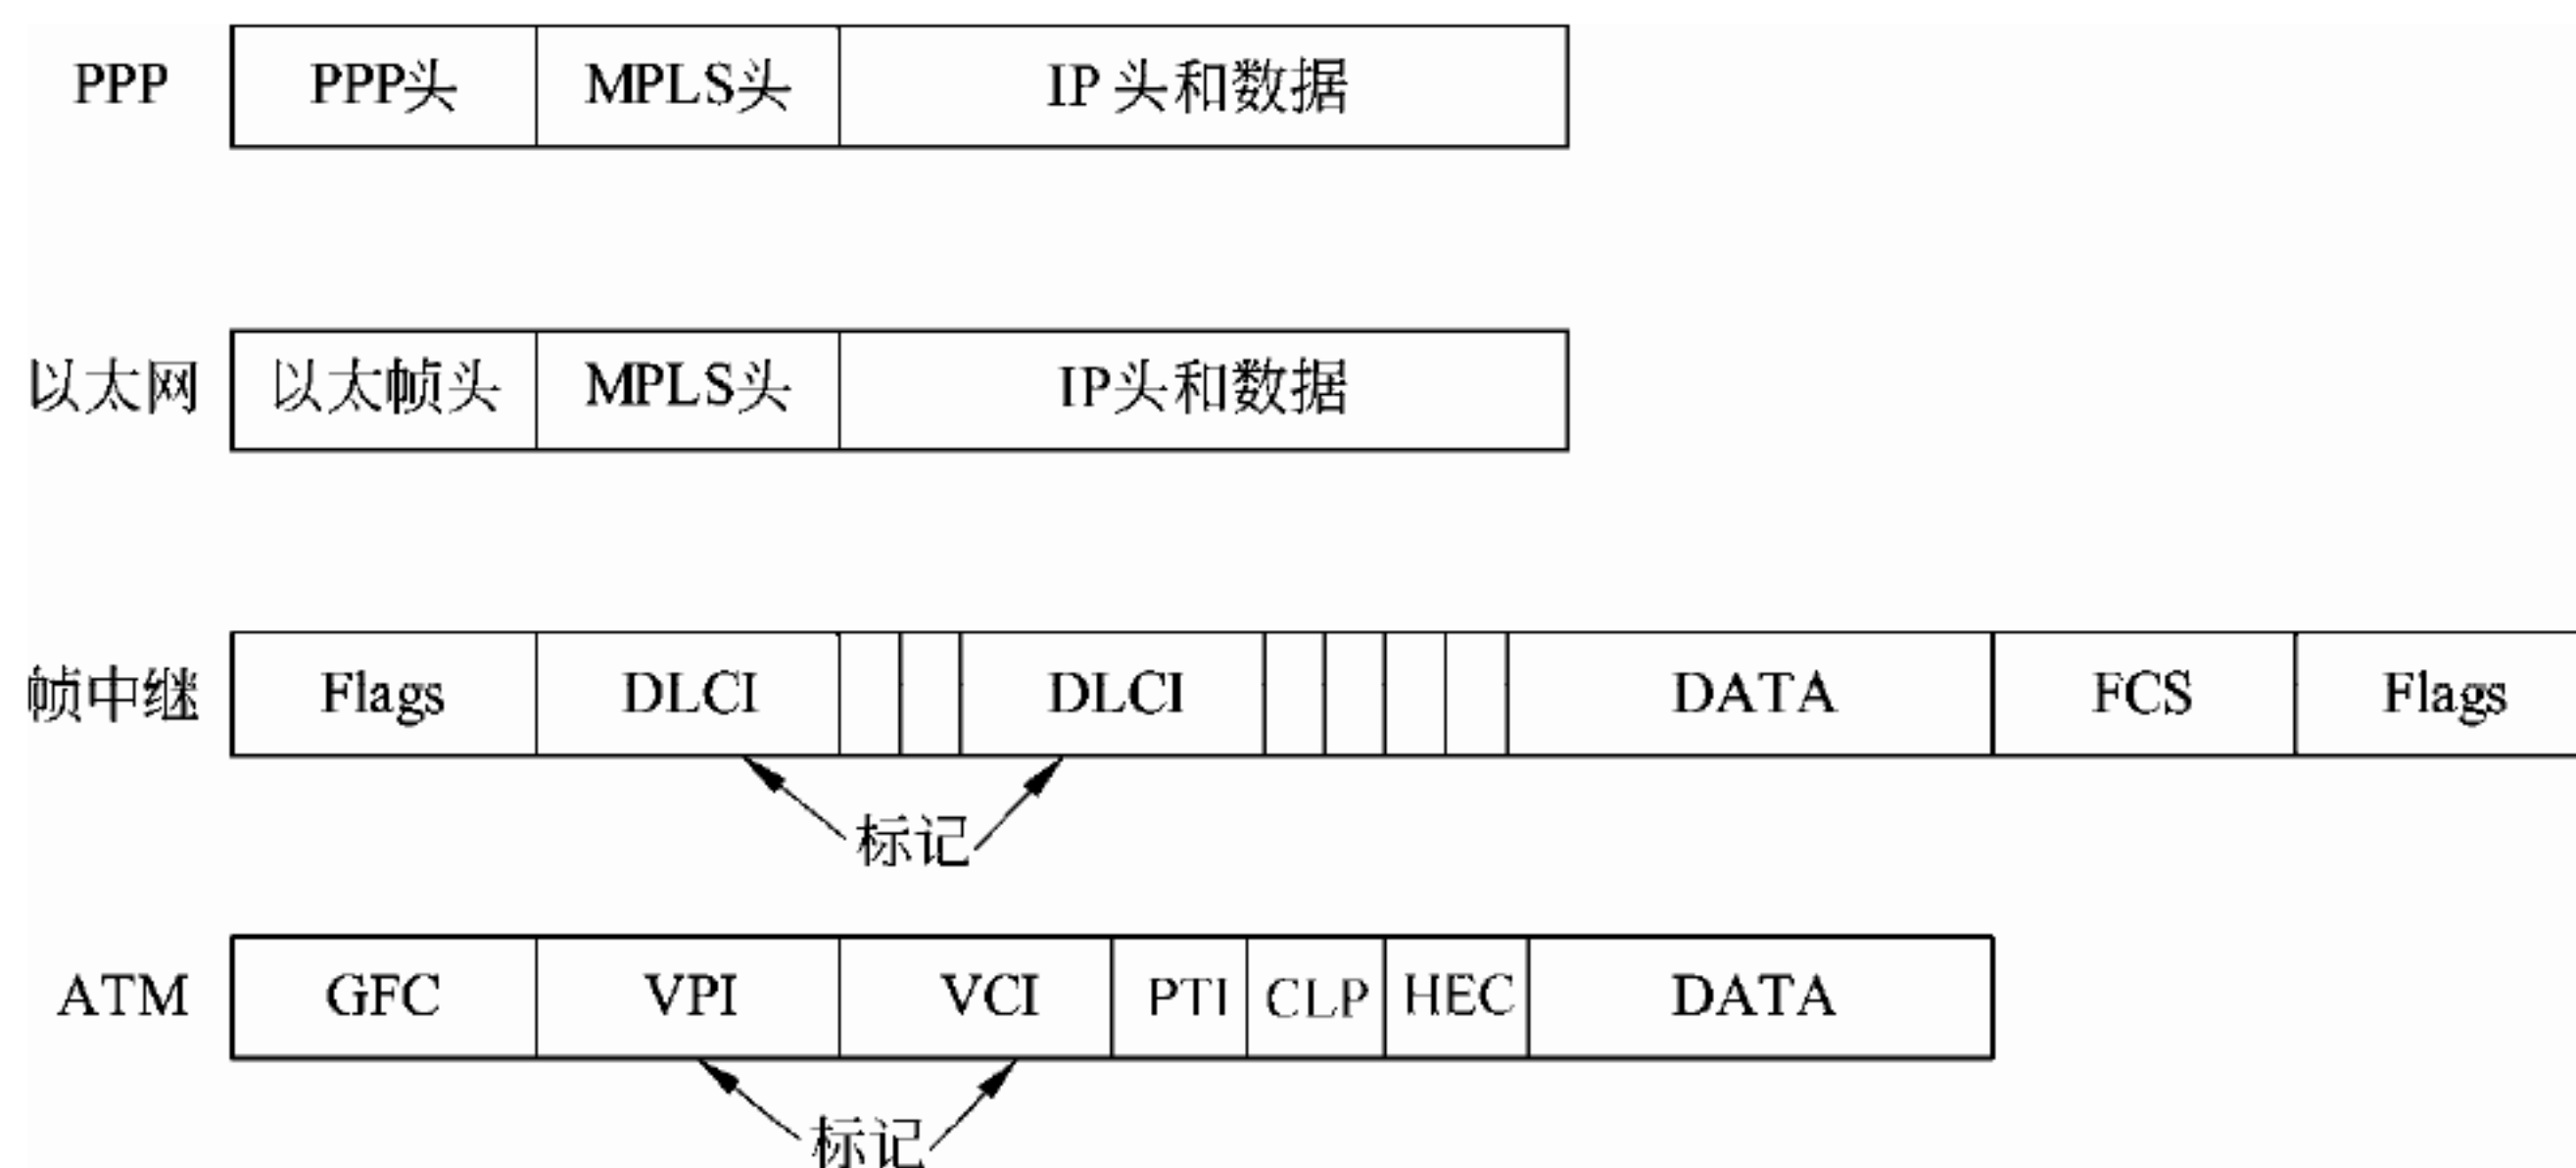 PPP PPP头 MPLS头 IP 头和数据
以太网 以太帧头 MPLS头 IP头和数据
帧中继 Flags DLCI DLCI DATA FCS Flags
标记
ATM GFC VPI VCI PTI CLP HEC DATA
标记